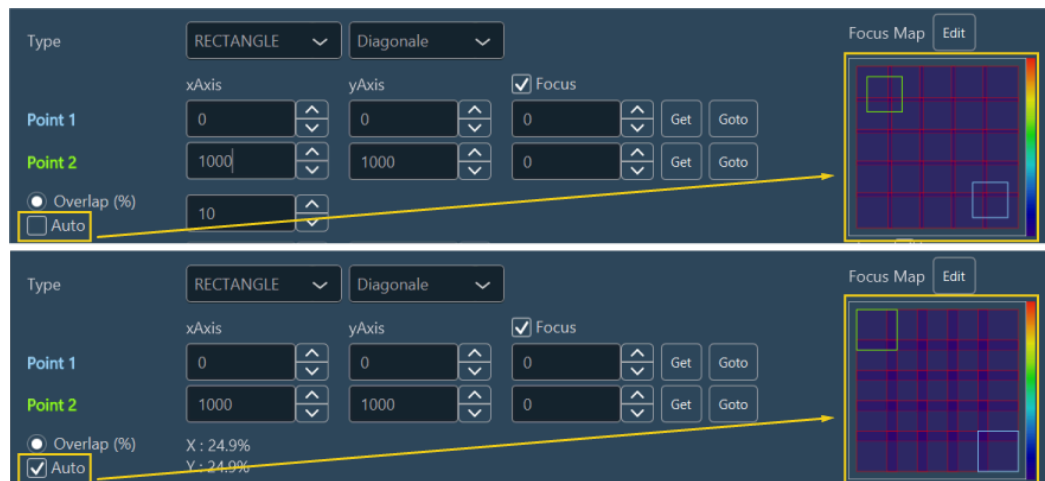 Type RECTANGLE Diagonale Focus Map Edit
xAxis yAxis Focus
Point 1 0 0 0 Get Goto
Point 2 1000 1000 0 Get Goto
Overlap (%) 10
Auto
Type RECTANGLE Diagonale Focus Map Edit
xAxis yAxis Focus
Point 1 0 0 0 Get Goto
Point 2 1000 1000 0 Get Goto
Overlap (%) X : 24.9%
Auto Y : 24.9%